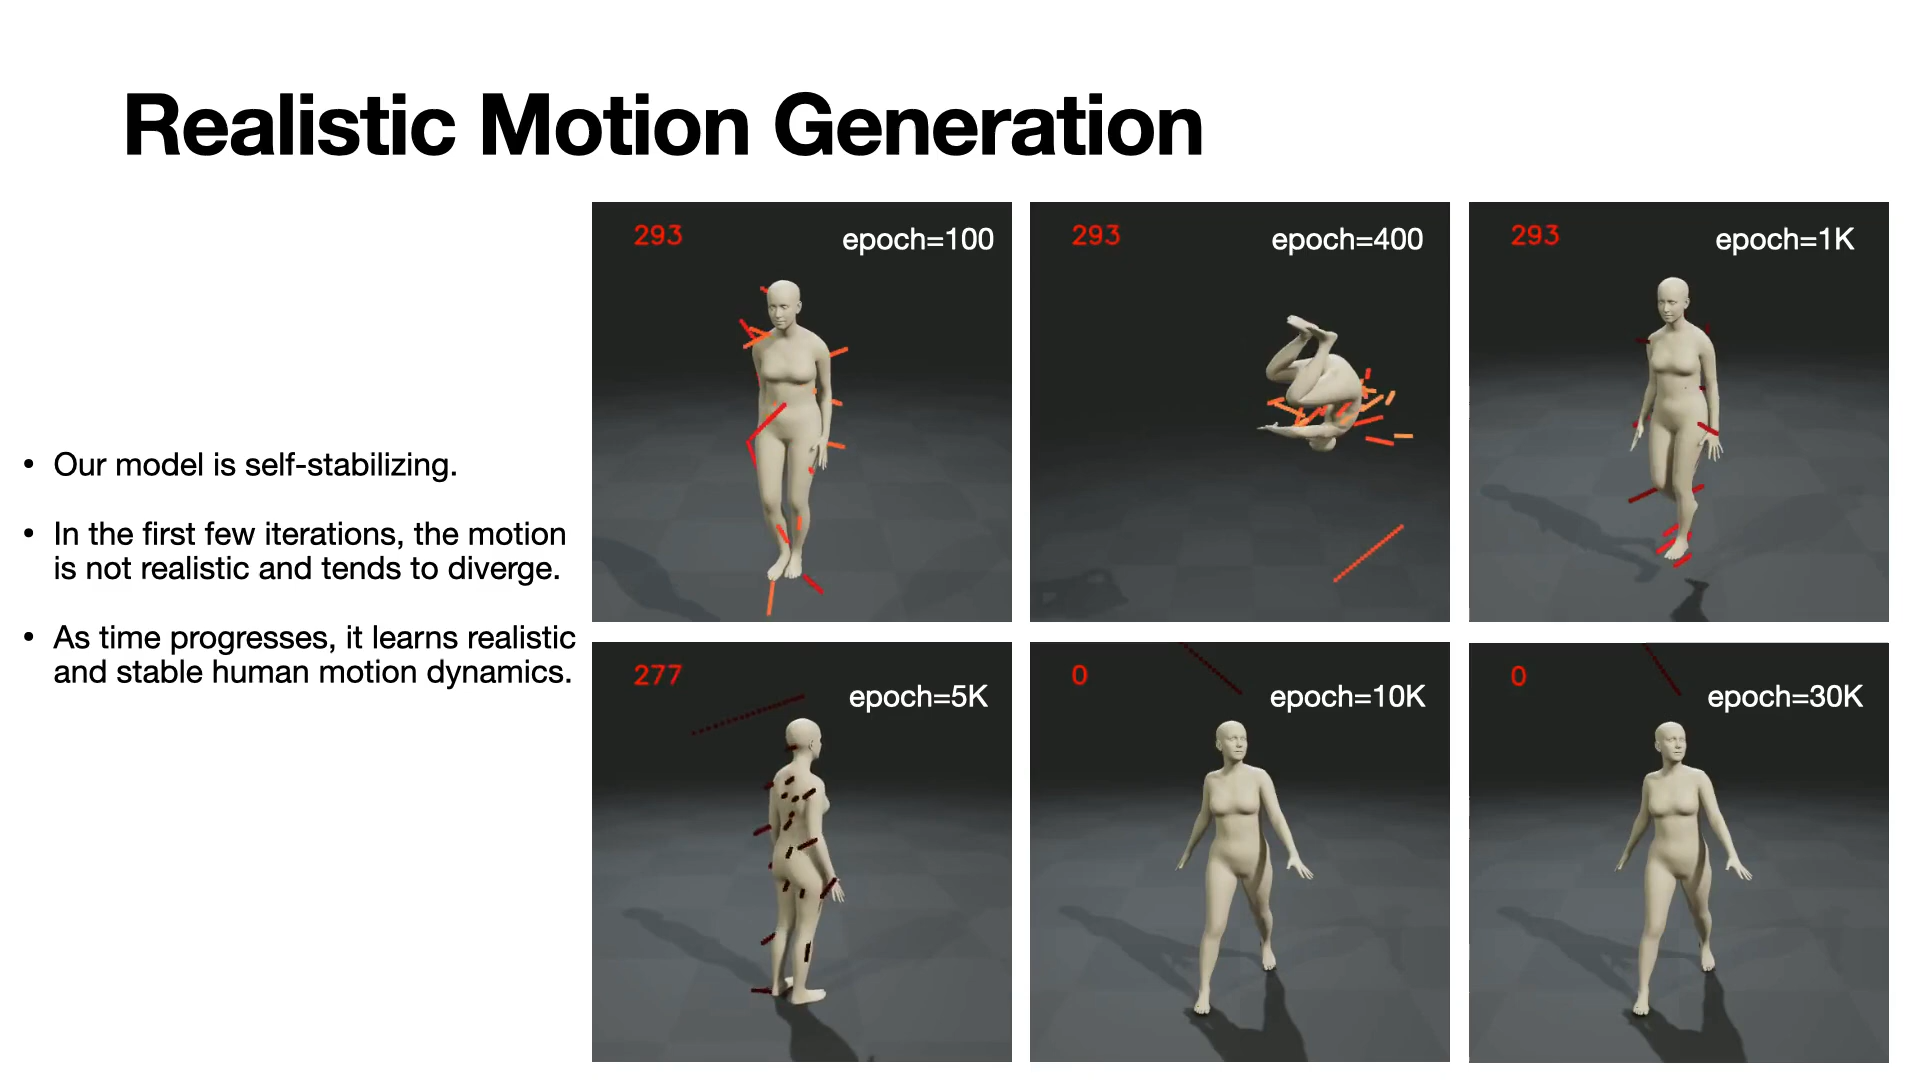 Realistic Motion Generation
• Our model is self-stabilizing.
• In the first few iterations, the motion
is not realistic and tends to diverge.
• As time progresses, it learns realistic
and stable human motion dynamics.
293 epoch=100
293 epoch=400
293 epoch=1K
277 epoch=5K
0 epoch=10K
0 epoch=30K